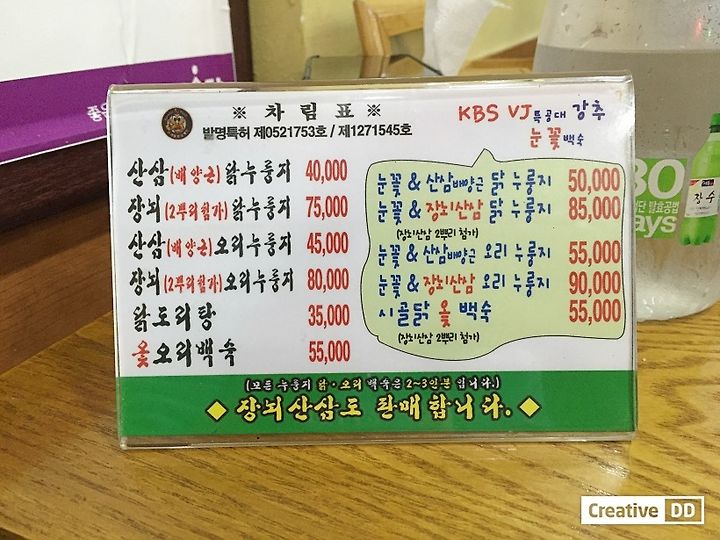 ※ 차림표 ※
발명특허 제0521753호 / 제1271545호
KBS VJ특공대 강추
눈꽃백숙
산삼(배양근)닭누룽지 40,000
장뇌(2뿌리첨가)닭누룽지 75,000
산삼(배양근)오리누룽지 45,000
장뇌(2뿌리첨가)오리누룽지 80,000
닭도리탕 35,000
옻오리백숙 55,000
눈꽃 & 산삼배양근 닭 누룽지 50,000
눈꽃 & 장뇌산삼 닭 누룽지 85,000
(장뇌산삼 2뿌리 첨가)
눈꽃 & 산삼배양근 오리 누룽지 55,000
눈꽃 & 장뇌산삼 오리 누룽지 90,000
시골닭 옻 백숙 55,000
(장뇌산삼 2뿌리 첨가)
(모든 누룽지 닭·오리 백숙은 2~3인분 입니다.)
◆ 장뇌산삼도 판매합니다. ◆
장수
Creative DD